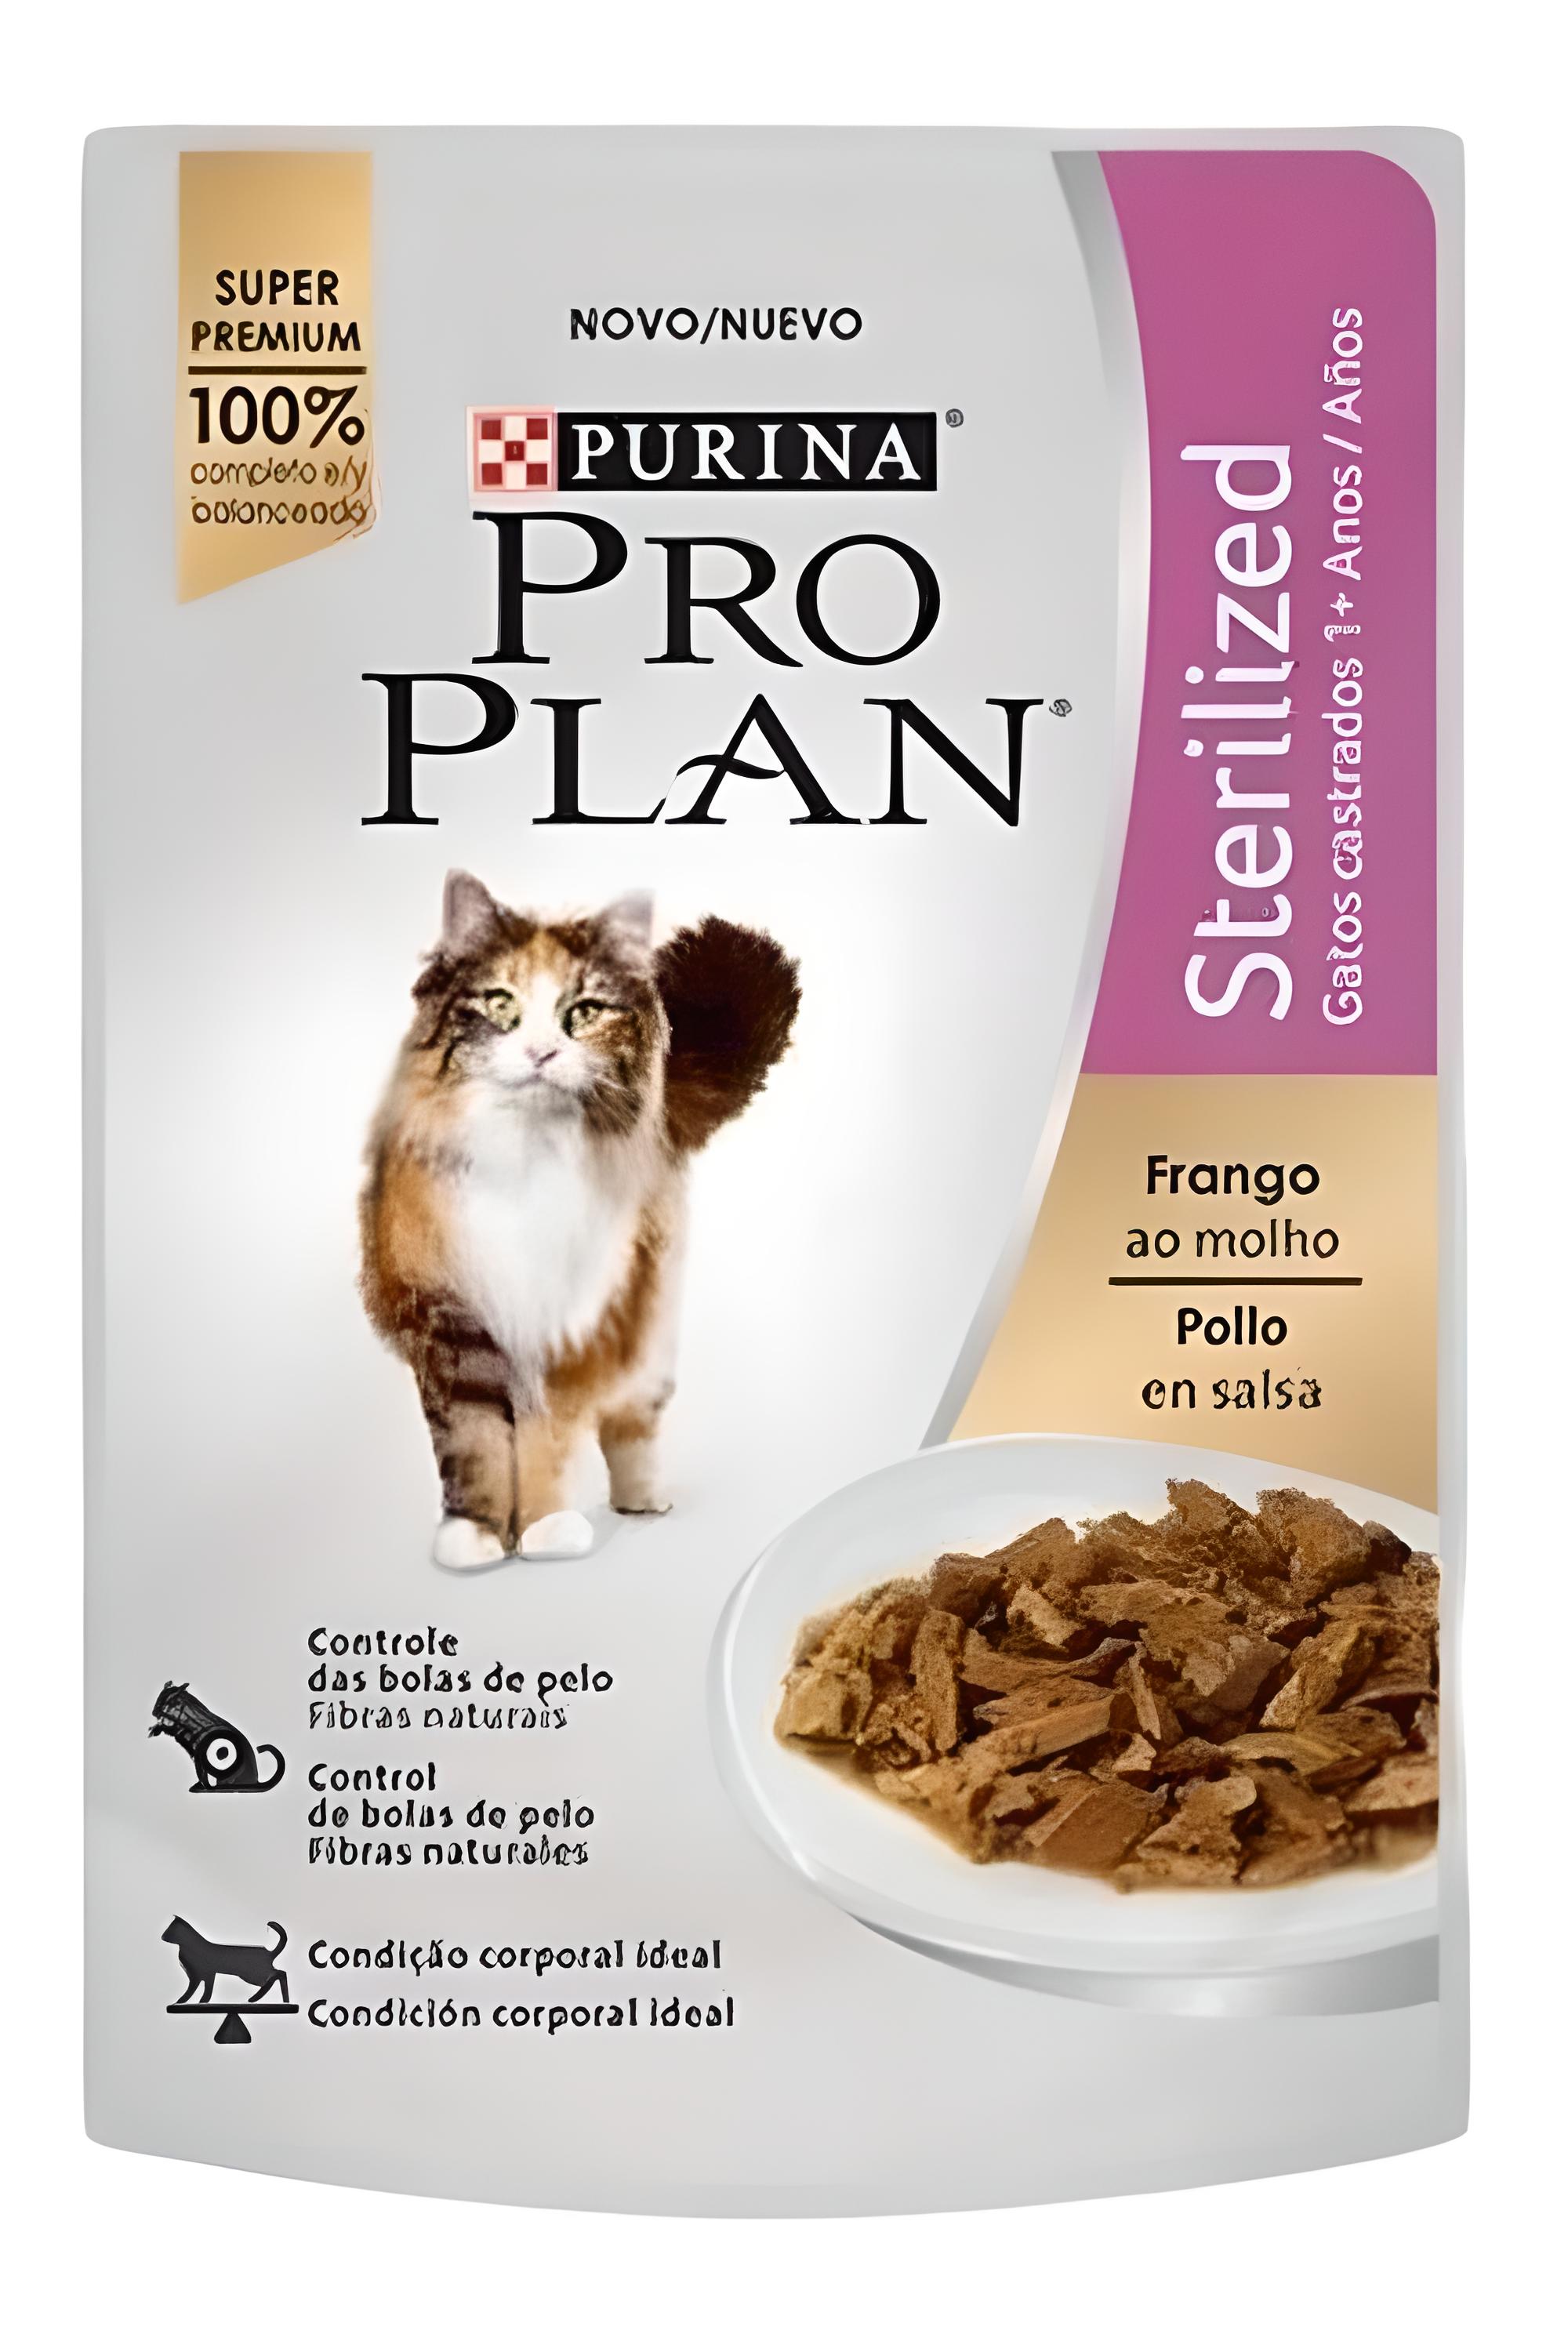 SUPER
PREMIUM
100%
completo e/y
balanceado
NOVO/NUEVO
PURINA
PRO
PLAN
Sterilized
Gatos castrados 1+ Anos / Años
Frango
ao molho
Pollo
en salsa
Controle
das bolas de pelo
Fibras naturais
Control
de bolas de pelo
Fibras naturales
Condição corporal ideal
Condición corporal ideal